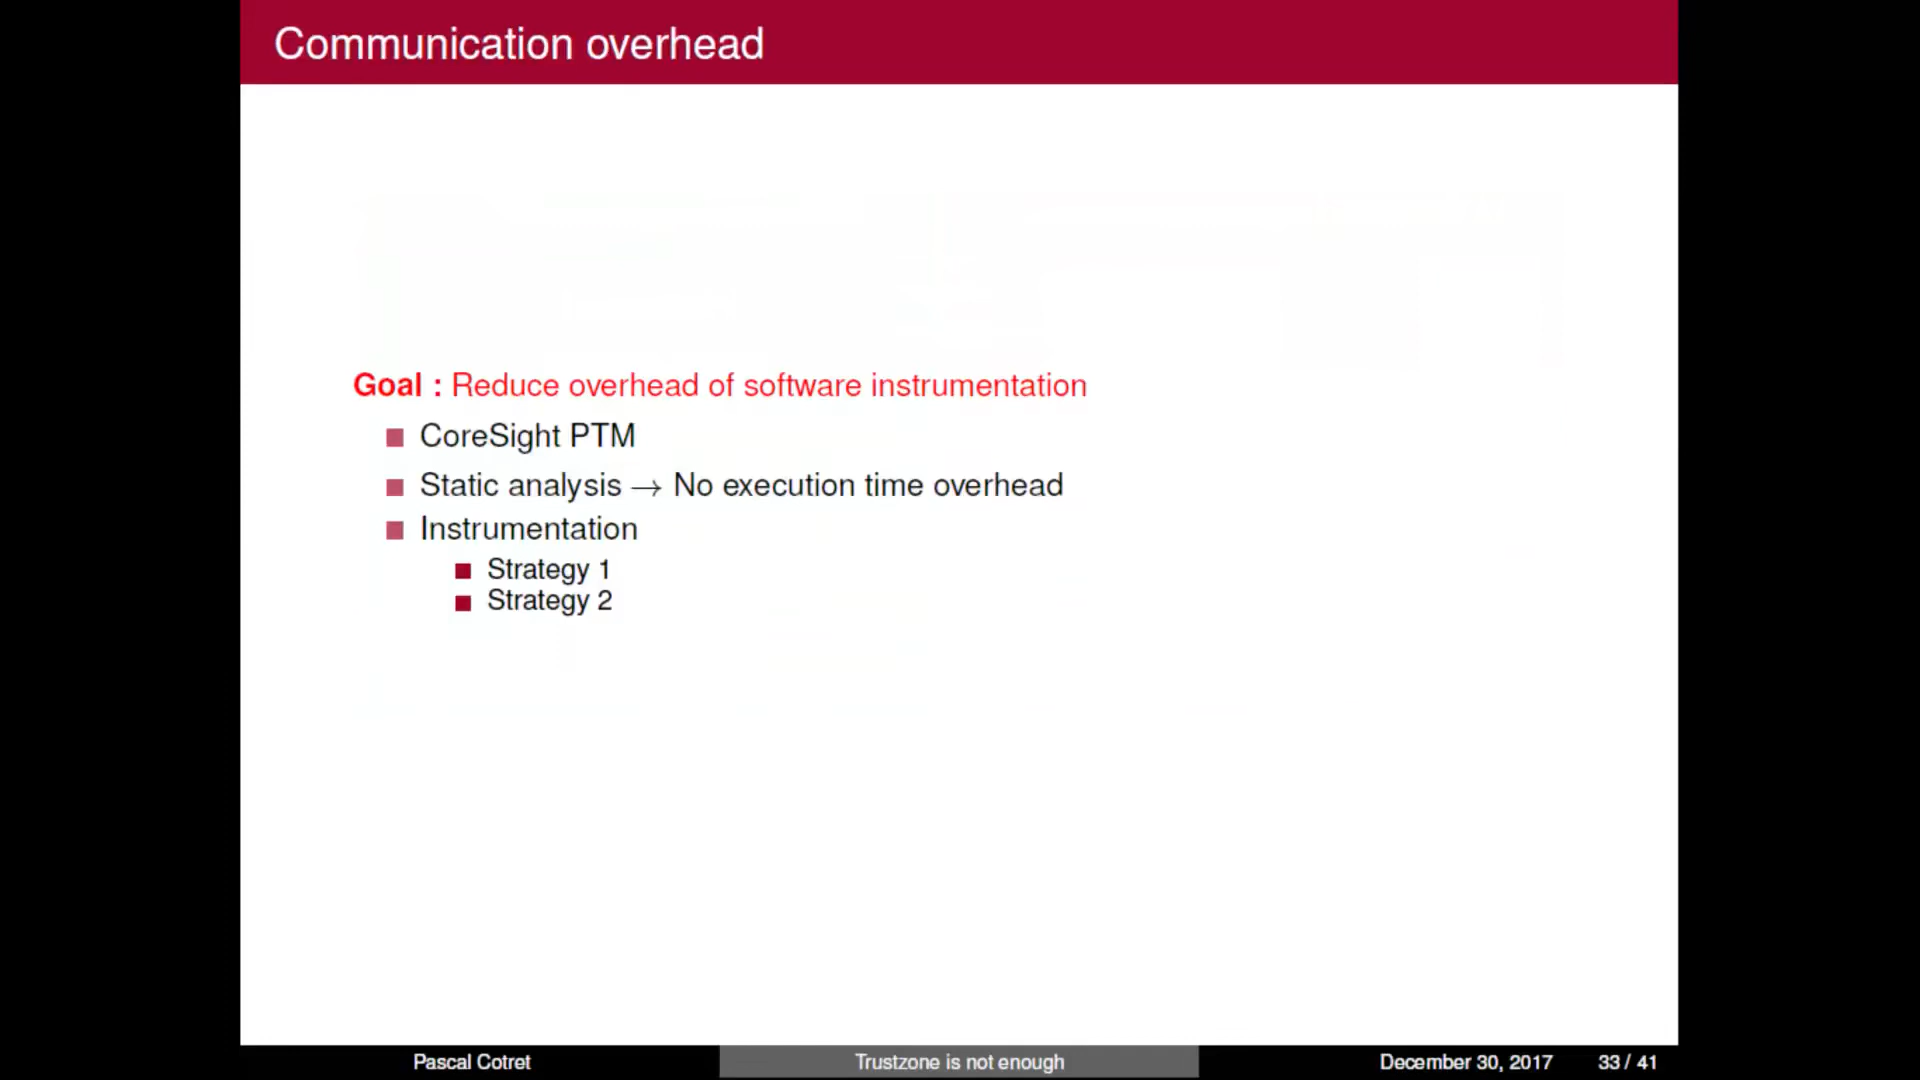 Communication overhead
Goal : Reduce overhead of software instrumentation
CoreSight PTM
Static analysis → No execution time overhead
Instrumentation
Strategy 1
Strategy 2
Pascal Cotret
Trustzone is not enough
December 30, 2017
33 / 41